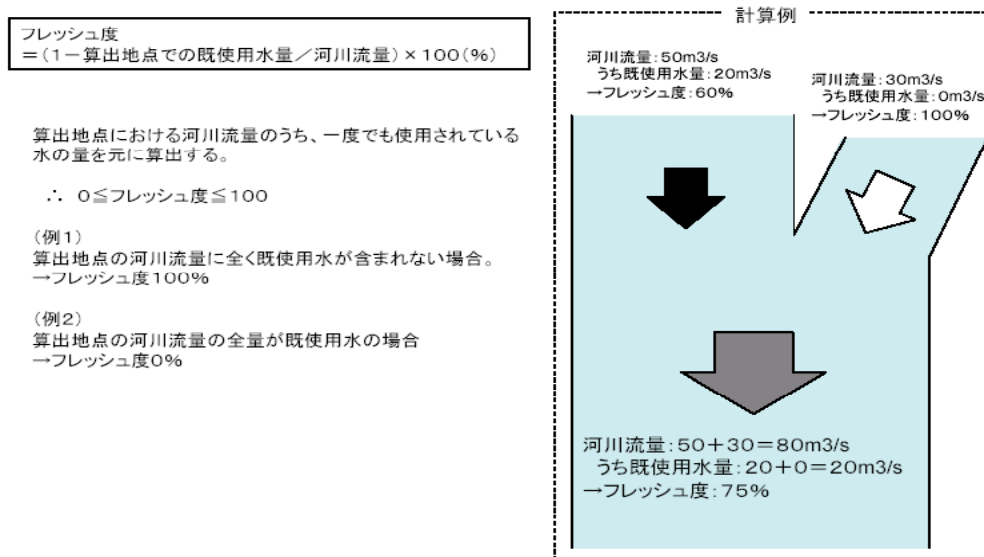 フレッシュ度
=(1-算出地点での既使用水量/河川流量)×100(%)
算出地点における河川流量のうち、一度でも使用されている
水の量を元に算出する。
∴ 0≦フレッシュ度≦100
(例1)
算出地点の河川流量に全く既使用水が含まれない場合。
→フレッシュ度100%
(例2)
算出地点の河川流量の全量が既使用水の場合
→フレッシュ度0%
計算例
河川流量:50m3/s
うち既使用水量:20m3/s
→フレッシュ度:60%
河川流量:30m3/s
うち既使用水量:0m3/s
→フレッシュ度:100%
河川流量:50+30=80m3/s
うち既使用水量:20+0=20m3/s
→フレッシュ度:75%